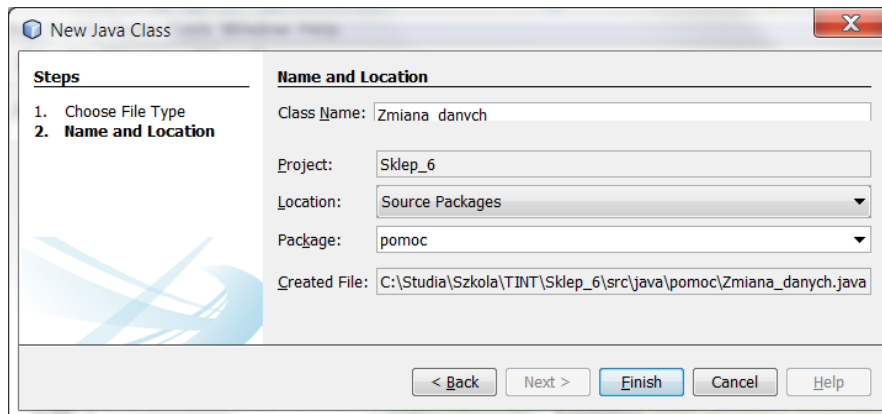 New Java Class
Window Help
Steps
1. Choose File Type
2. Name and Location
Name and Location
Class Name: Zmiana_danych
Project: Sklep_6
Location: Source Packages
Package: pomoc
Created File: C:\Studia\Szkola\TINT\Sklep_6\src\java\pomoc\Zmiana_danych.java
< Back Next > Finish Cancel Help